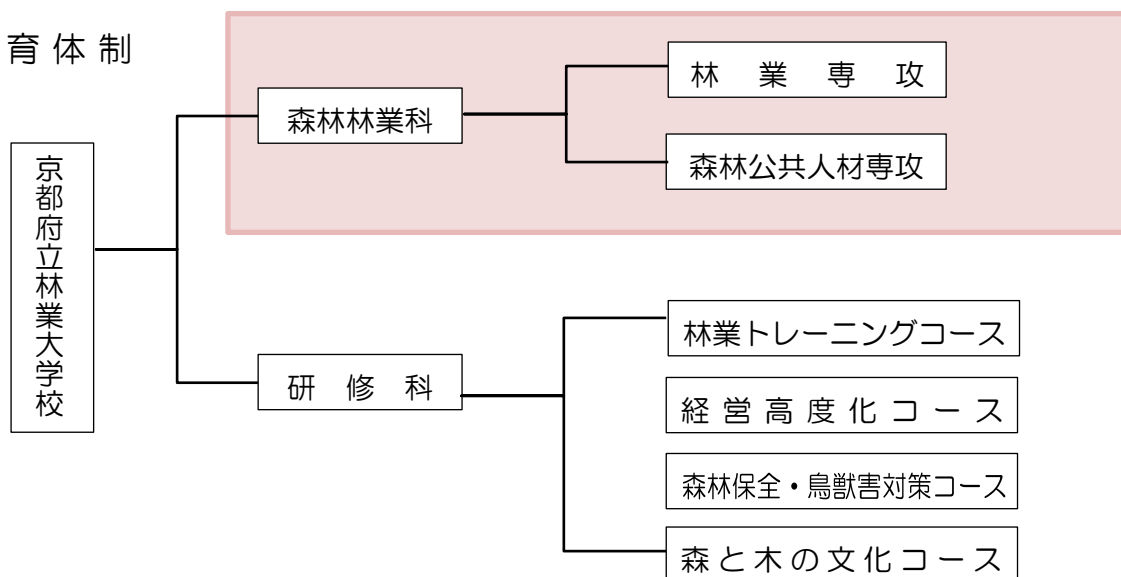 育体制
京都府立林業大学校
森林林業科
林業専攻
森林公共人材専攻
研修科
林業トレーニングコース
経営高度化コース
森林保全・鳥獣害対策コース
森と木の文化コース